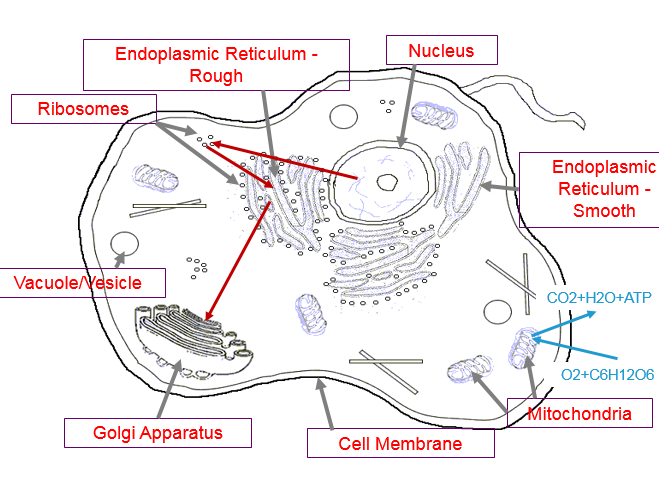 Endoplasmic Reticulum -
Rough
Nucleus
Ribosomes
Endoplasmic
Reticulum -
Smooth
Vacuole/Vesicle
CO2+H2O+ATP
O2+C6H12O6
Mitochondria
Golgi Apparatus
Cell Membrane